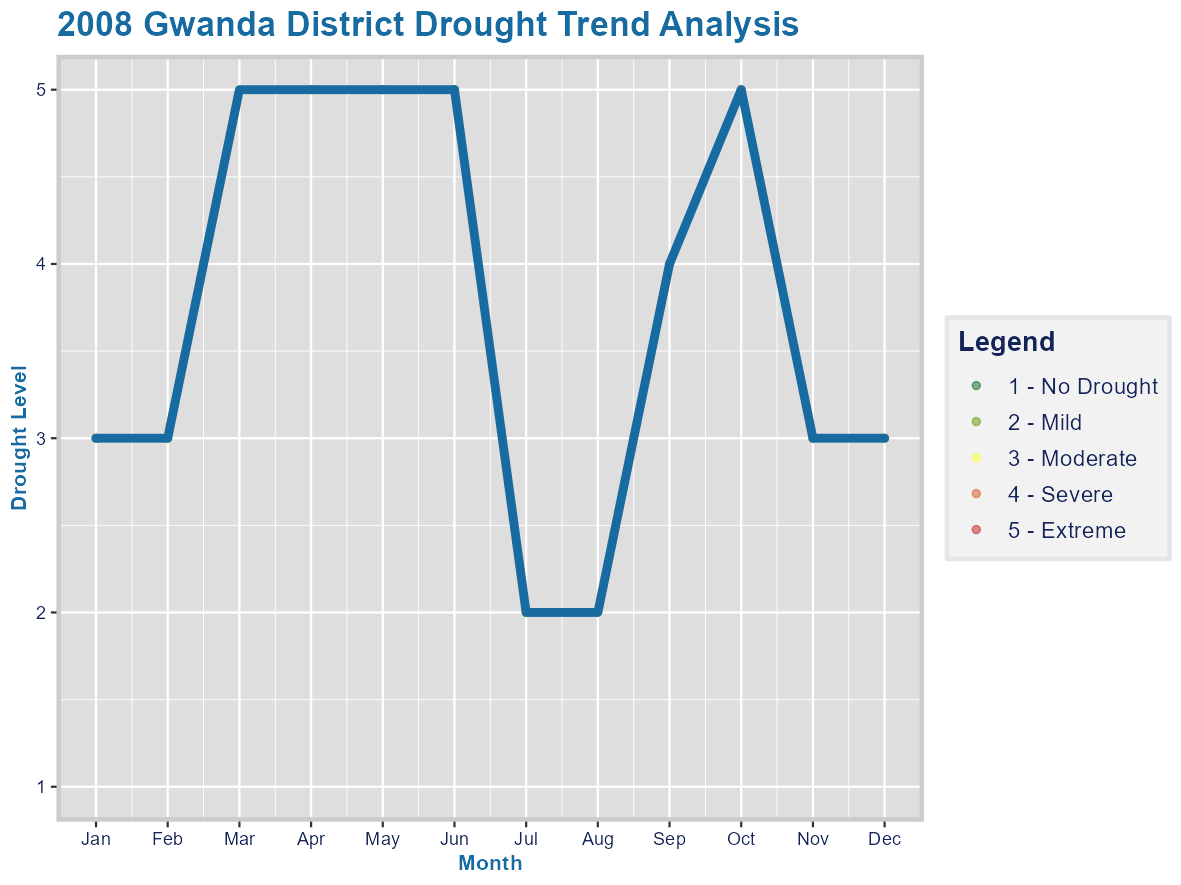 2008 Gwanda District Drought Trend Analysis
Drought Level
5
4
3
2
1
Jan Feb Mar Apr May Jun Jul Aug Sep Oct Nov Dec
Month
Legend
1 - No Drought
2 - Mild
3 - Moderate
4 - Severe
5 - Extreme